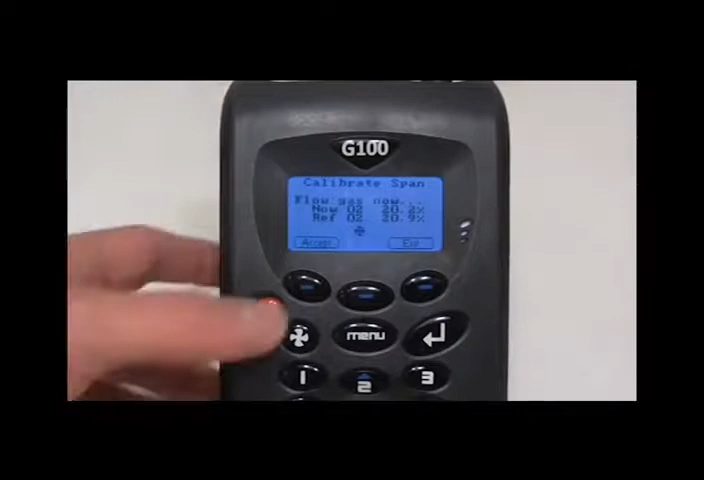 G100
Calibrate Span
Flow gas now...
Now O2 20.2%
Ref O2 20.9%
Accept Exit
menu
1 2 3